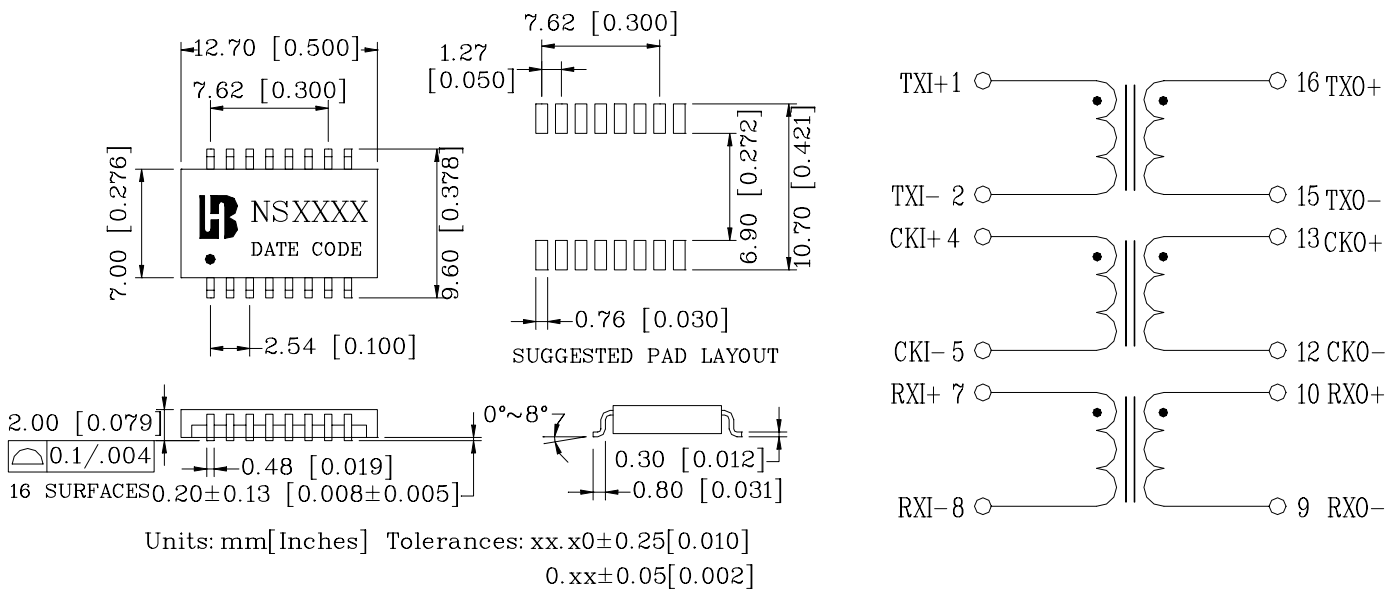 12.70 [0.500]
7.62 [0.300]
7.00 [0.276]
HB NSXXXX
DATE CODE
9.60 [0.378]
2.54 [0.100]
7.62 [0.300]
1.27
[0.050]
6.90 [0.272]
10.70 [0.421]
0.76 [0.030]
SUGGESTED PAD LAYOUT
2.00 [0.079]
0.1/.004
16 SURFACES
0.48 [0.019]
0.20±0.13 [0.008±0.005]
0°~8°
0.30 [0.012]
0.80 [0.031]
Units: mm[Inches] Tolerances: xx.x0±0.25[0.010]
0.xx±0.05[0.002]
TXI+1 16 TXO+
TXI- 2 15 TXO-
CKI+ 4 13 CKO+
CKI- 5 12 CKO-
RXI+ 7 10 RXO+
RXI- 8 9 RXO-